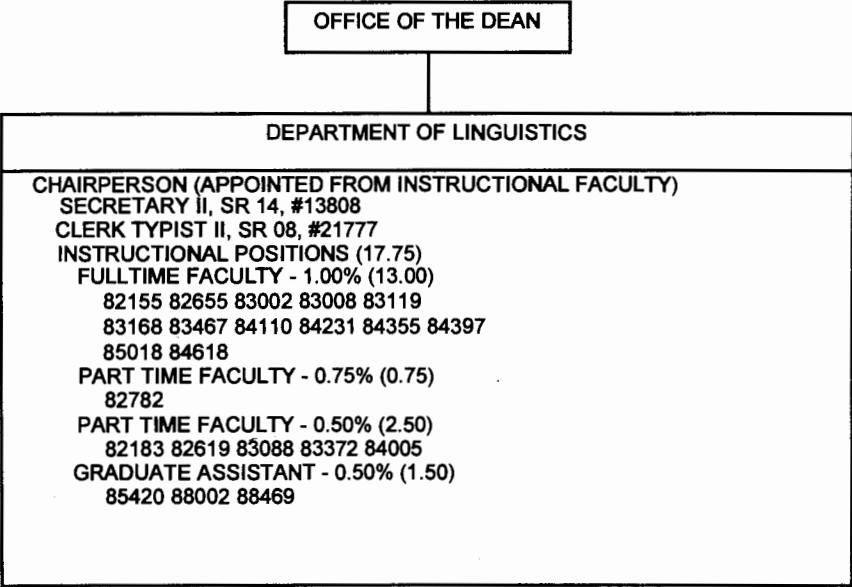 OFFICE OF THE DEAN
DEPARTMENT OF LINGUISTICS
CHAIRPERSON (APPOINTED FROM INSTRUCTIONAL FACULTY)
SECRETARY II, SR 14, #13808
CLERK TYPIST II, SR 08, #21777
INSTRUCTIONAL POSITIONS (17.75)
FULLTIME FACULTY - 1.00% (13.00)
82155 82655 83002 83008 83119
83168 83467 84110 84231 84355 84397
85018 84618
PART TIME FACULTY - 0.75% (0.75)
82782
PART TIME FACULTY - 0.50% (2.50)
82183 82619 83088 83372 84005
GRADUATE ASSISTANT - 0.50% (1.50)
85420 88002 88469